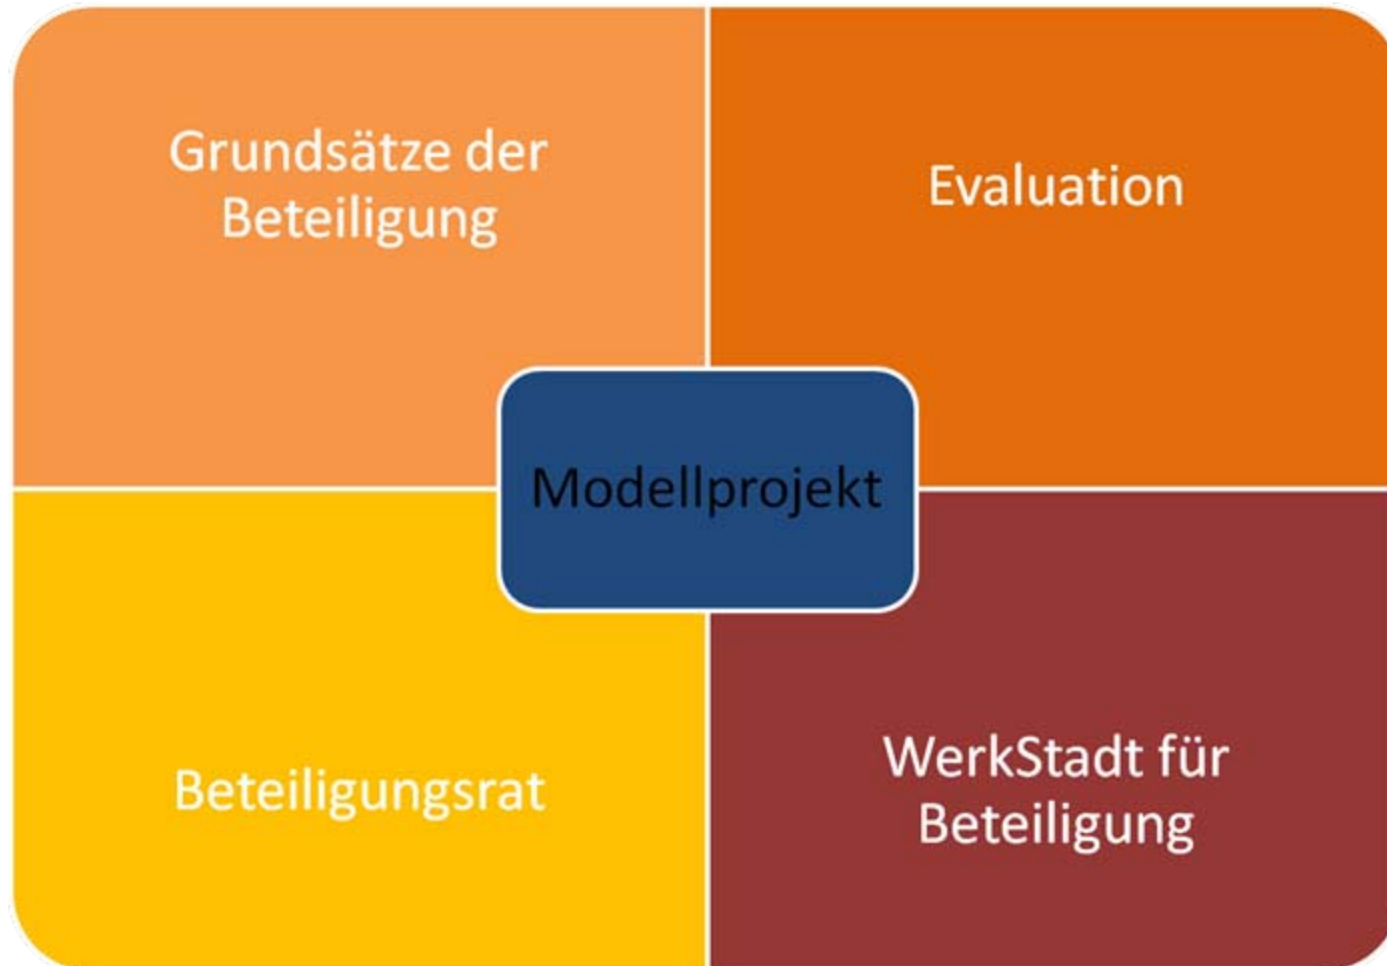 Grundsätze der
Beteiligung
Evaluation
Modellprojekt
Beteiligungsrat
WerkStadt für
Beteiligung